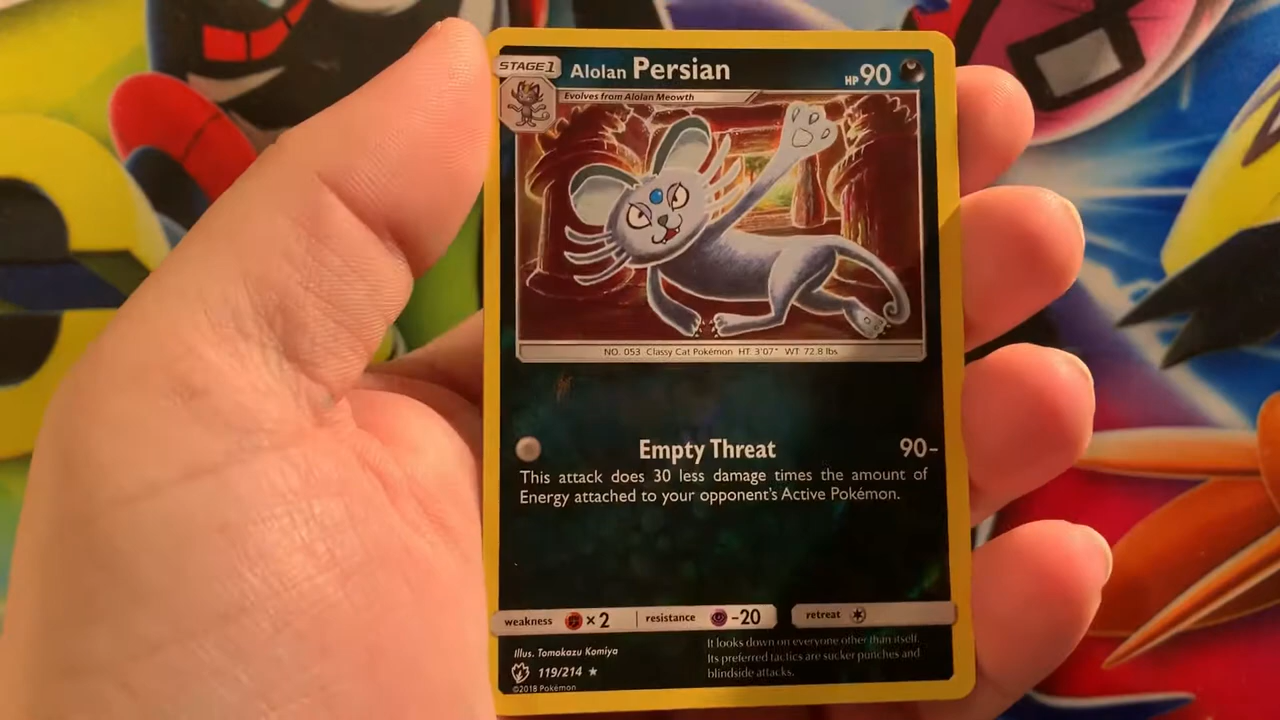 STAGE 1 Alolan Persian HP 90
Evolves from Alolan Meowth
NO. 053 Classy Cat Pokémon HT: 3'07" WT: 72.8 lbs
Empty Threat 90-
This attack does 30 less damage times the amount of
Energy attached to your opponent's Active Pokémon.
weakness ×2 resistance -20 retreat
Illus. Tomokazu Komiya
119/214 ★
©2018 Pokémon
It looks down on everyone other than itself.
Its preferred tactics are sucker punches and
blindside attacks.